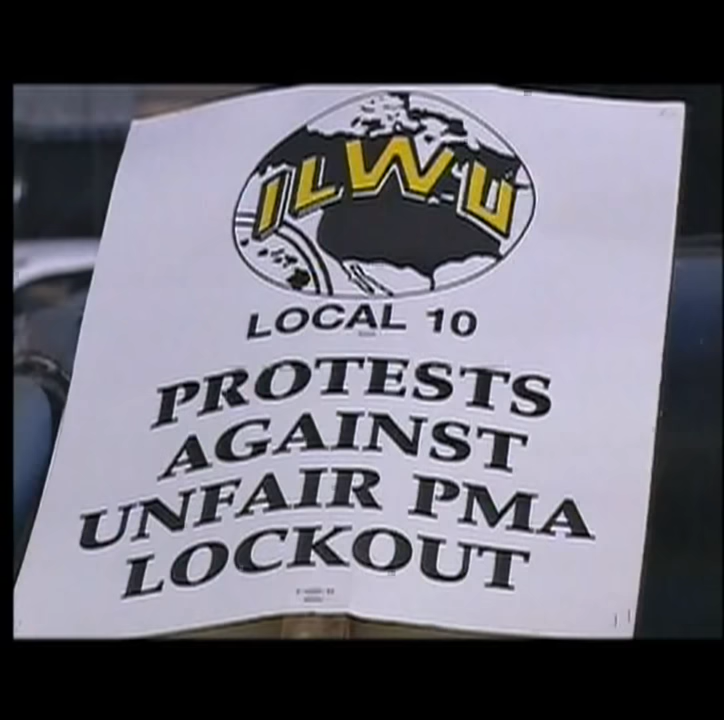 ILWU
LOCAL 10
PROTESTS
AGAINST
UNFAIR PMA
LOCKOUT